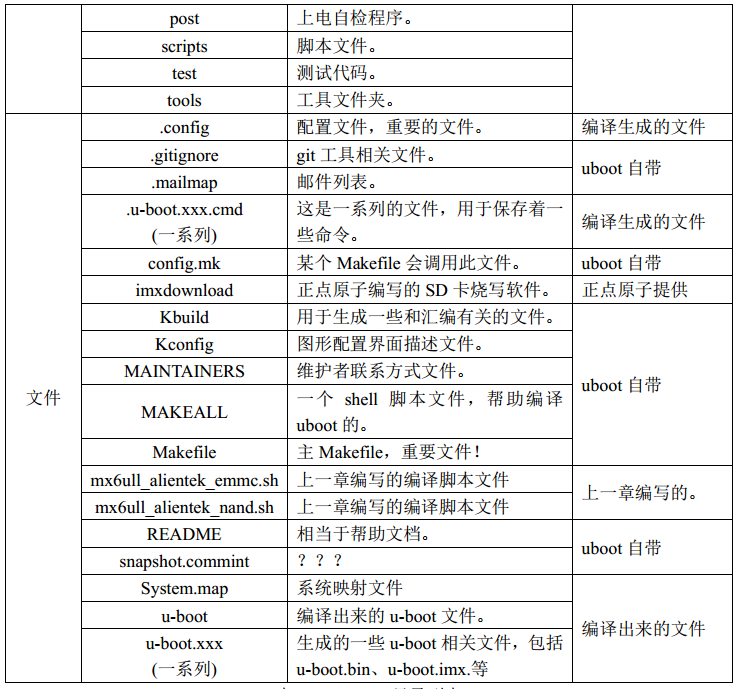 post 上电自检程序。
scripts 脚本文件。
test 测试代码。
tools 工具文件夹。
.config 配置文件，重要的文件。 编译生成的文件
.gitignore git 工具相关文件。
uboot 自带
.mailmap 邮件列表。
.u-boot.xxx.cmd 这是一系列的文件，用于保存着一
(一系列) 些命令。 编译生成的文件
config.mk 某个 Makefile 会调用此文件。 uboot 自带
imxdownload 正点原子编写的 SD 卡烧写软件。 正点原子提供
Kbuild 用于生成一些和汇编有关的文件。
Kconfig 图形配置界面描述文件。
MAINTAINERS 维护者联系方式文件。
文件 MAKEALL 一个 shell 脚本文件，帮助编译 uboot 自带
uboot 的。
Makefile 主 Makefile，重要文件！
mx6ull_alientek_emmc.sh 上一章编写的编译脚本文件
上一章编写的。
mx6ull_alientek_nand.sh 上一章编写的编译脚本文件
README 相当于帮助文档。
uboot 自带
snapshot.commint ？？？
System.map 系统映射文件
u-boot 编译出来的 u-boot 文件。 编译出来的文件
u-boot.xxx 生成的一些 u-boot 相关文件，包括
(一系列) u-boot.bin、u-boot.imx.等